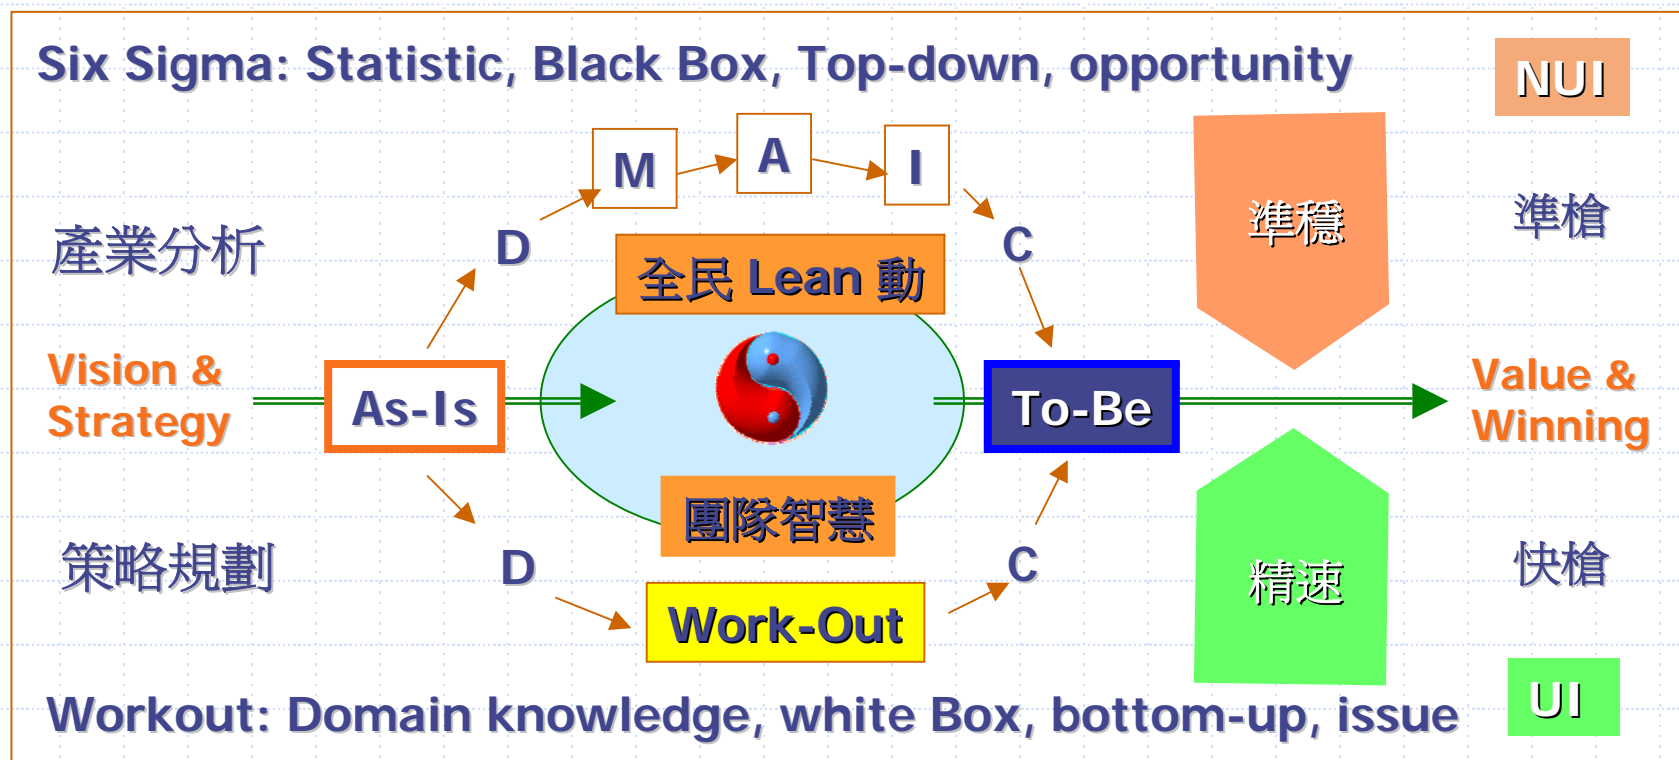 Six Sigma: Statistic, Black Box, Top-down, opportunity
NUI
M
A
I
D
C
產業分析
全民 Lean 動
準穩
準槍
Vision &
Strategy
As-Is
To-Be
Value &
Winning
團隊智慧
策略規劃
D
C
Work-Out
精速
快槍
Workout: Domain knowledge, white Box, bottom-up, issue
UI